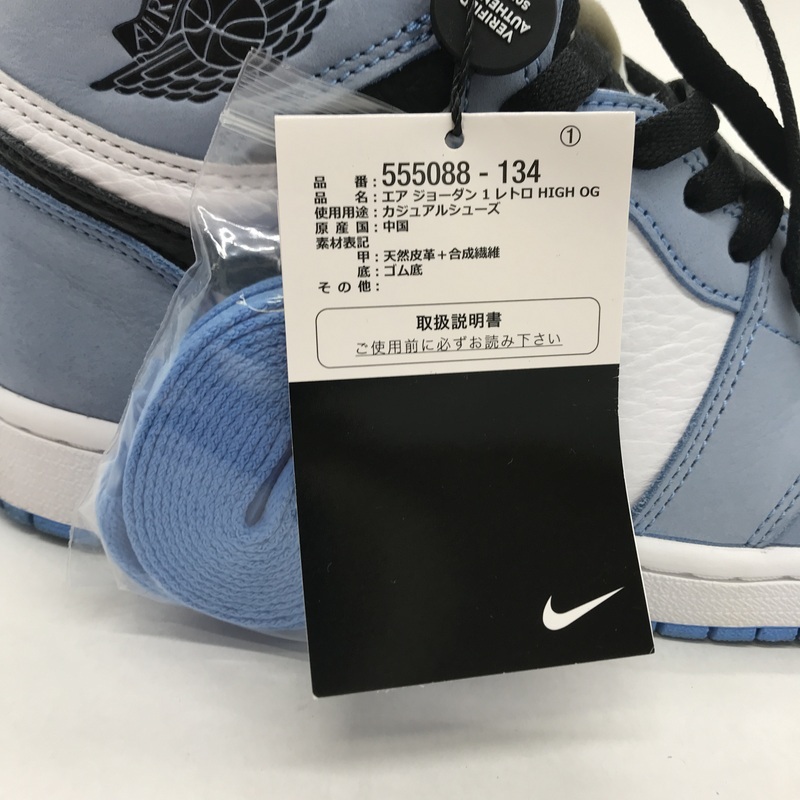 AIR
VERIFIED
AUTHENTIC
①
品 番：555088 - 134
品 名：エア ジョーダン 1 レトロ HIGH OG
使用用途：カジュアルシューズ
原 産 国：中国
素材表記
甲：天然皮革＋合成繊維
底：ゴム底
そ の 他：
取扱説明書
ご使用前に必ずお読み下さい